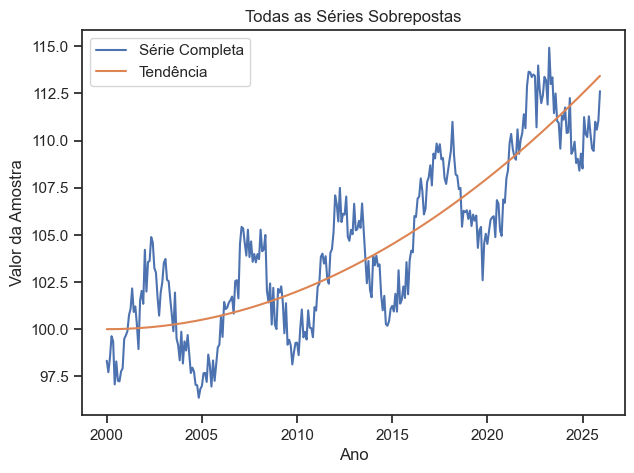 Todas as Séries Sobrepostas
Série Completa
Tendência
Valor da Amostra
115.0
112.5
110.0
107.5
105.0
102.5
100.0
97.5
2000
2005
2010
2015
2020
2025
Ano